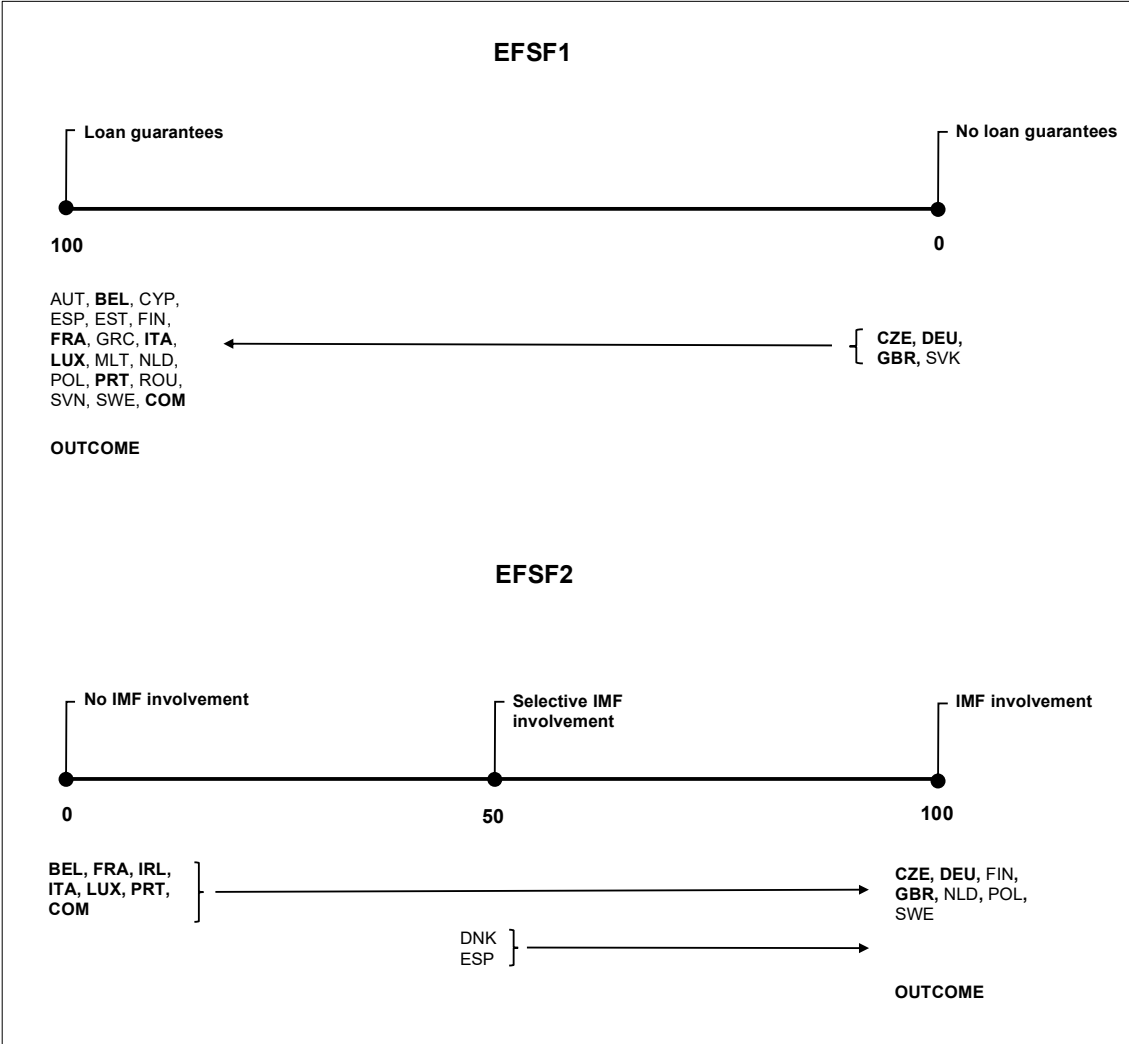 EFSF1
Loan guarantees
No loan guarantees
100
0
AUT, BEL, CYP,
ESP, EST, FIN,
FRA, GRC, ITA,
LUX, MLT, NLD,
POL, PRT, ROU,
SVN, SWE, COM
CZE, DEU,
GBR, SVK
OUTCOME
EFSF2
No IMF involvement
Selective IMF
involvement
IMF involvement
0
50
100
BEL, FRA, IRL,
ITA, LUX, PRT,
COM
CZE, DEU, FIN,
GBR, NLD, POL,
SWE
DNK
ESP
OUTCOME